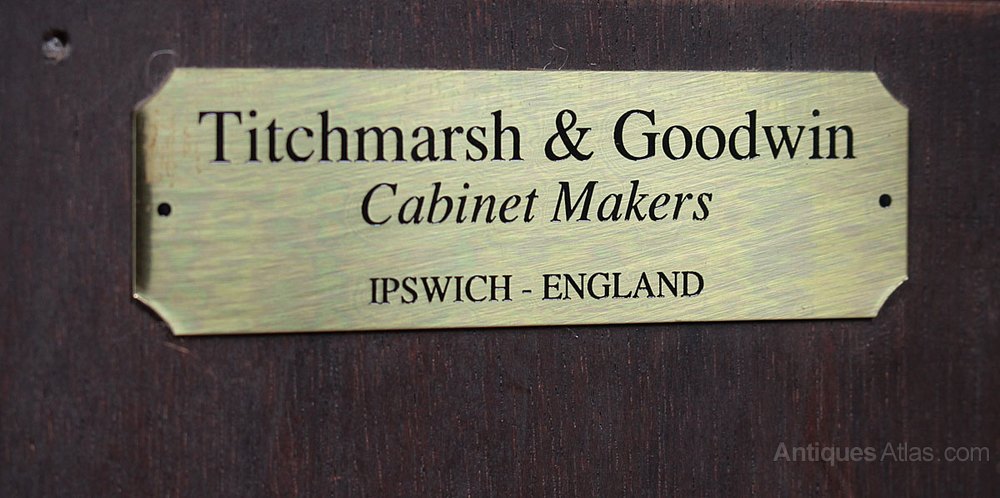 Titchmarsh & Goodwin
Cabinet Makers
IPSWICH - ENGLAND
AntiquesAtlas.com